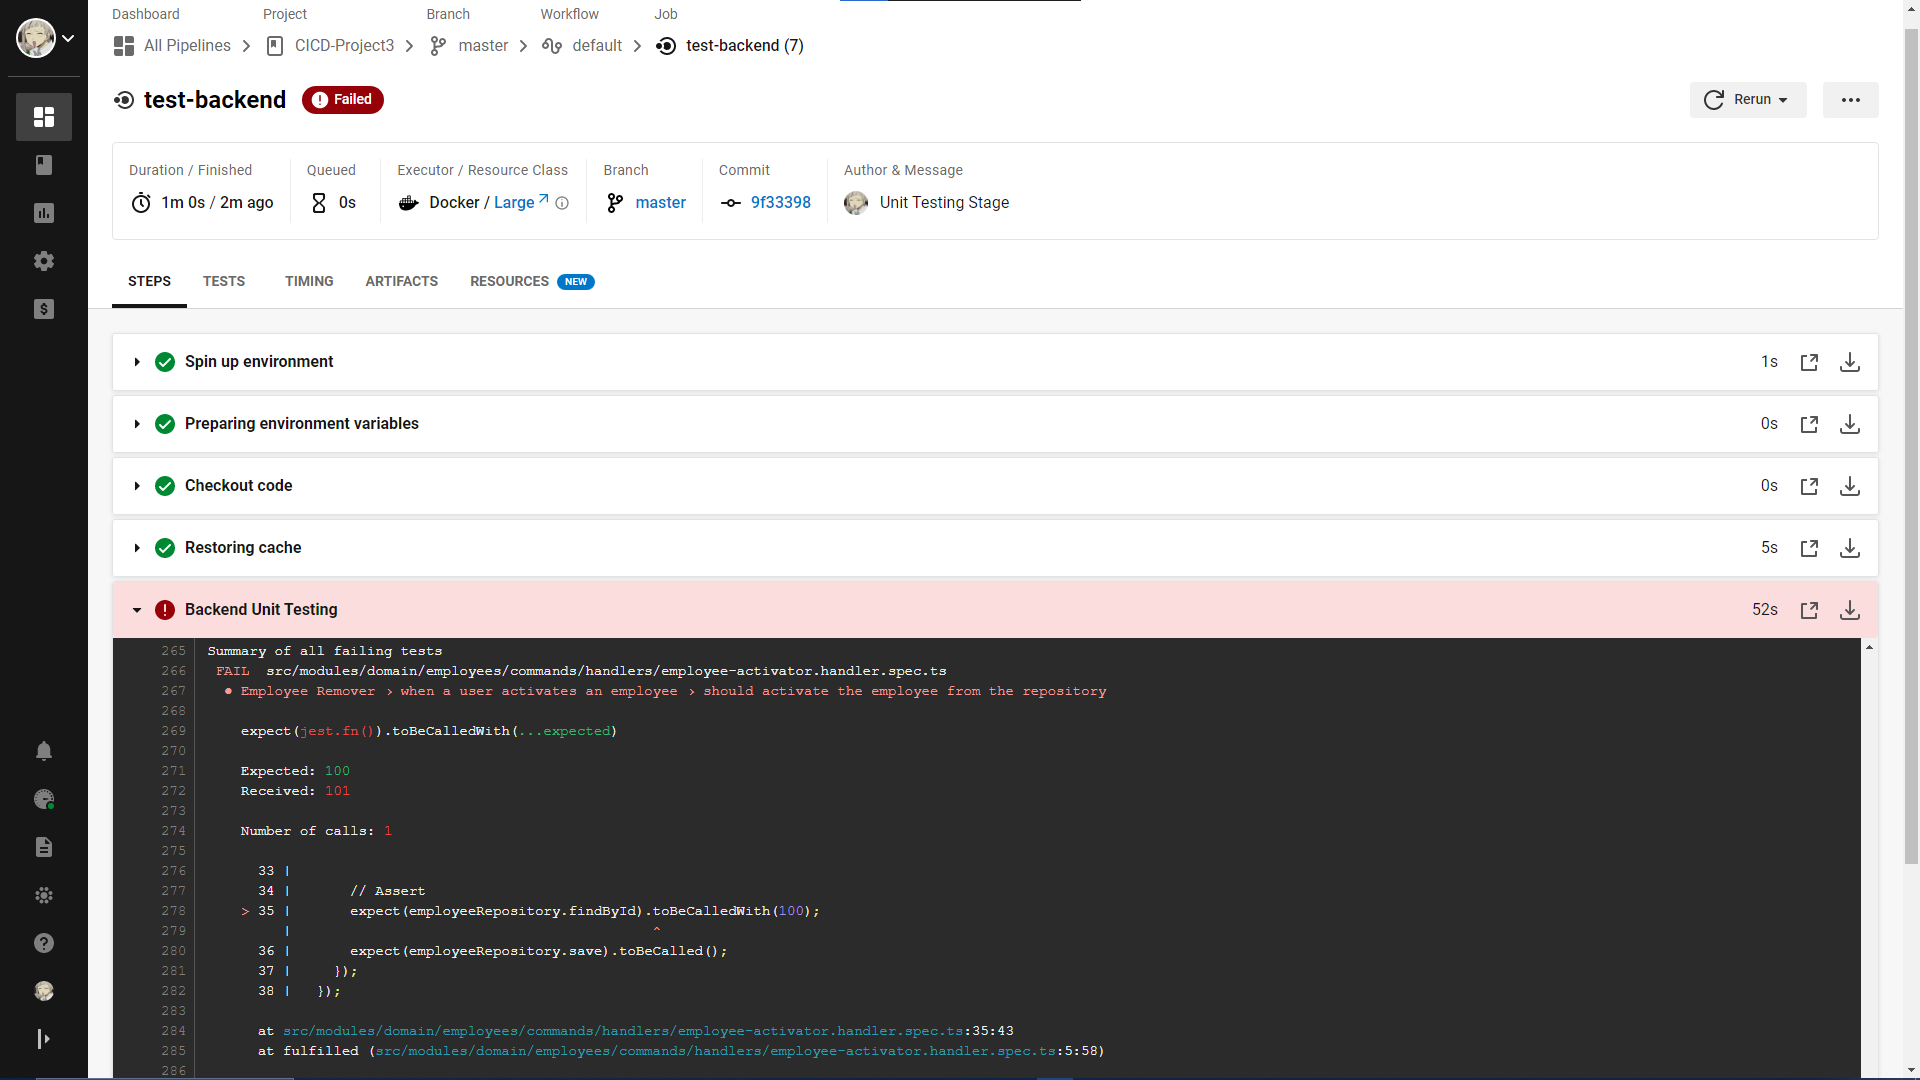 Dashboard Project Branch Workflow Job
All Pipelines CICD-Project3 master default test-backend (7)
test-backend Failed Rerun
Duration / Finished Queued Executor / Resource Class Branch Commit Author & Message
1m 0s / 2m ago 0s Docker / Large master 9f33398 Unit Testing Stage
STEPS TESTS TIMING ARTIFACTS RESOURCES NEW
Spin up environment 1s
Preparing environment variables 0s
Checkout code 0s
Restoring cache 5s
Backend Unit Testing 52s
265 Summary of all failing tests
266 FAIL src/modules/domain/employees/commands/handlers/employee-activator.handler.spec.ts
267 ● Employee Remover › when a user activates an employee › should activate the employee from the repository
268
269 expect(jest.fn()).toBeCalledWith(...expected)
270
271 Expected: 100
272 Received: 101
273
274 Number of calls: 1
275
276 33 |
277 34 | // Assert
278 > 35 | expect(employeeRepository.findById).toBeCalledWith(100);
279 | ^
280 36 | expect(employeeRepository.save).toBeCalled();
281 37 | });
282 38 | });
283
284 at src/modules/domain/employees/commands/handlers/employee-activator.handler.spec.ts:35:43
285 at fulfilled (src/modules/domain/employees/commands/handlers/employee-activator.handler.spec.ts:5:58)
286